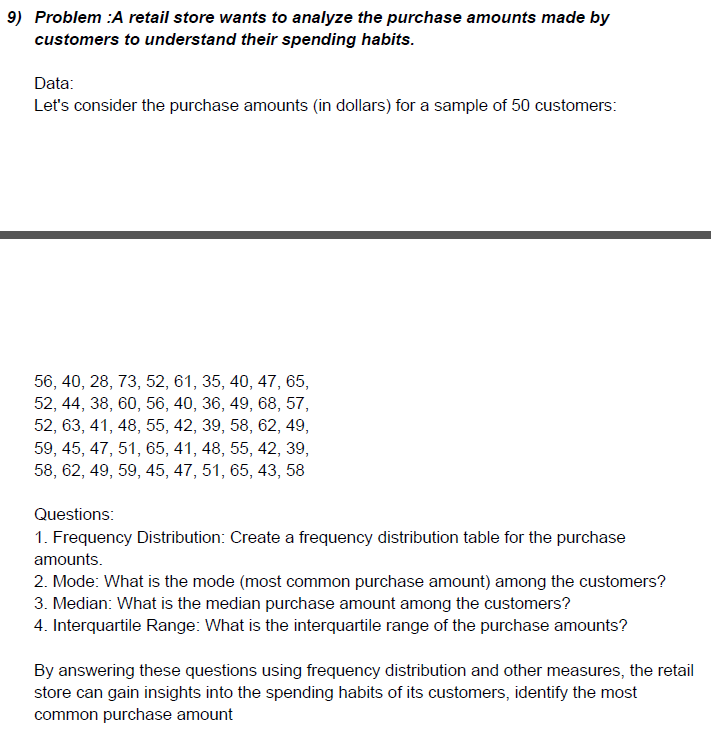 9) Problem :A retail store wants to analyze the purchase amounts made by
customers to understand their spending habits.
Data:
Let's consider the purchase amounts (in dollars) for a sample of 50 customers:
56, 40, 28, 73, 52, 61, 35, 40, 47, 65,
52, 44, 38, 60, 56, 40, 36, 49, 68, 57,
52, 63, 41, 48, 55, 42, 39, 58, 62, 49,
59, 45, 47, 51, 65, 41, 48, 55, 42, 39,
58, 62, 49, 59, 45, 47, 51, 65, 43, 58
Questions:
1. Frequency Distribution: Create a frequency distribution table for the purchase
amounts.
2. Mode: What is the mode (most common purchase amount) among the customers?
3. Median: What is the median purchase amount among the customers?
4. Interquartile Range: What is the interquartile range of the purchase amounts?
By answering these questions using frequency distribution and other measures, the retail
store can gain insights into the spending habits of its customers, identify the most
common purchase amount